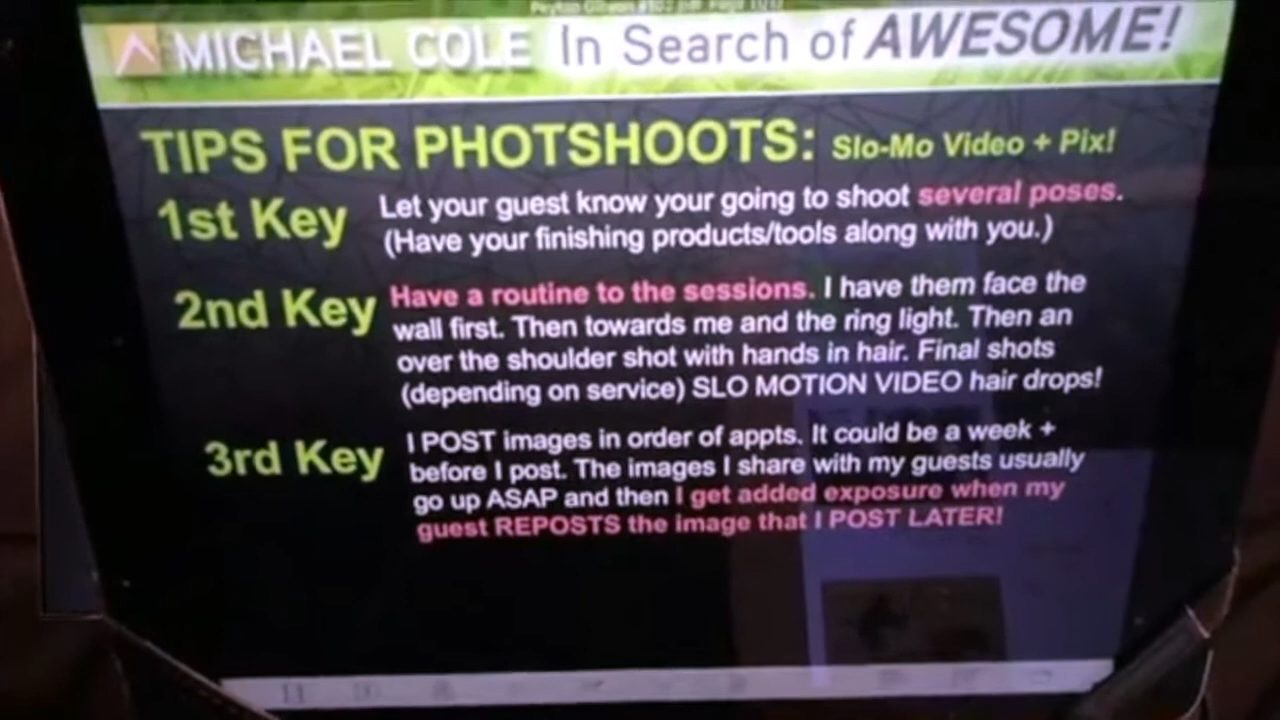 MICHAEL COLE In Search of AWESOME!
TIPS FOR PHOTSHOOTS: Slo-Mo Video + Pix!
1st Key
Let your guest know your going to shoot several poses.
(Have your finishing products/tools along with you.)
2nd Key
Have a routine to the sessions. I have them face the
wall first. Then towards me and the ring light. Then an
over the shoulder shot with hands in hair. Final shots
(depending on service) SLO MOTION VIDEO hair drops!
3rd Key
I POST images in order of appts. It could be a week +
before I post. The images I share with my guests usually
go up ASAP and then I get added exposure when my
guest REPOSTS the image that I POST LATER!